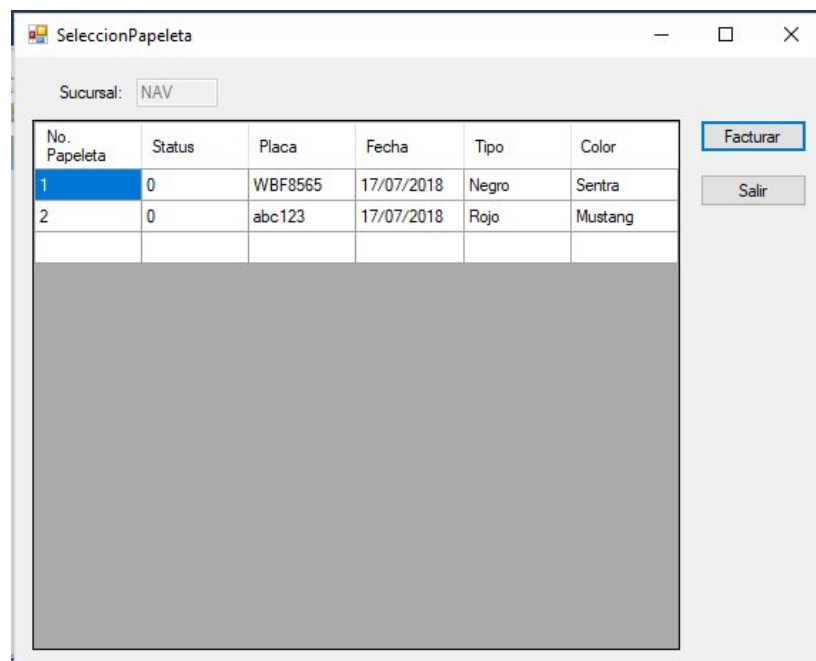 SeleccionPapeleta
Sucursal: NAV
No. Papeleta Status Placa Fecha Tipo Color
1 0 WBF8565 17/07/2018 Negro Sentra
2 0 abc123 17/07/2018 Rojo Mustang
Facturar
Salir